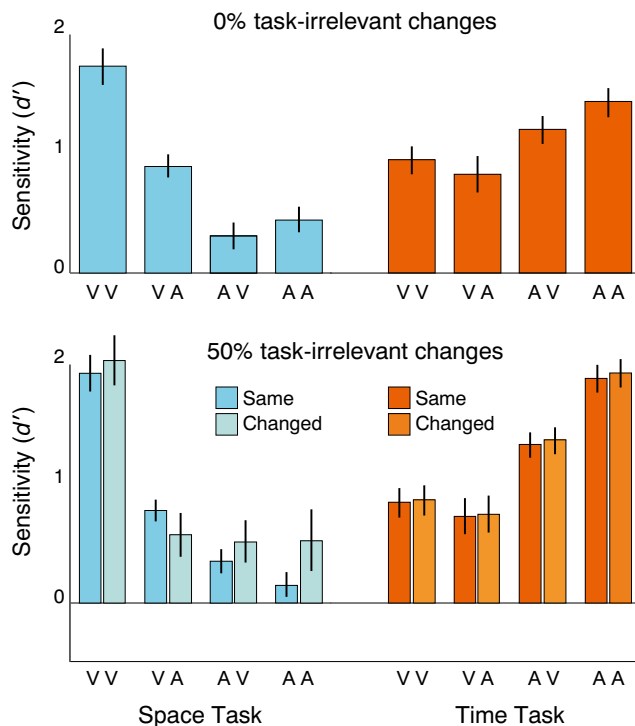 0% task-irrelevant changes
Sensitivity (d′)
2
1
0
V V V A A V A A V V V A A V A A
50% task-irrelevant changes
Sensitivity (d′)
2
1
0
Same Same
Changed Changed
V V V A A V A A V V V A A V A A
Space Task Time Task